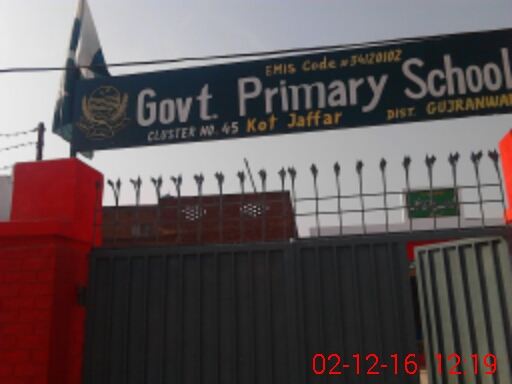 EMIS Code # 34120102
Govt. Primary School
CLUSTER NO. 45 Kot Jaffar DIST. GUJRANWA
02-12-16 12:19